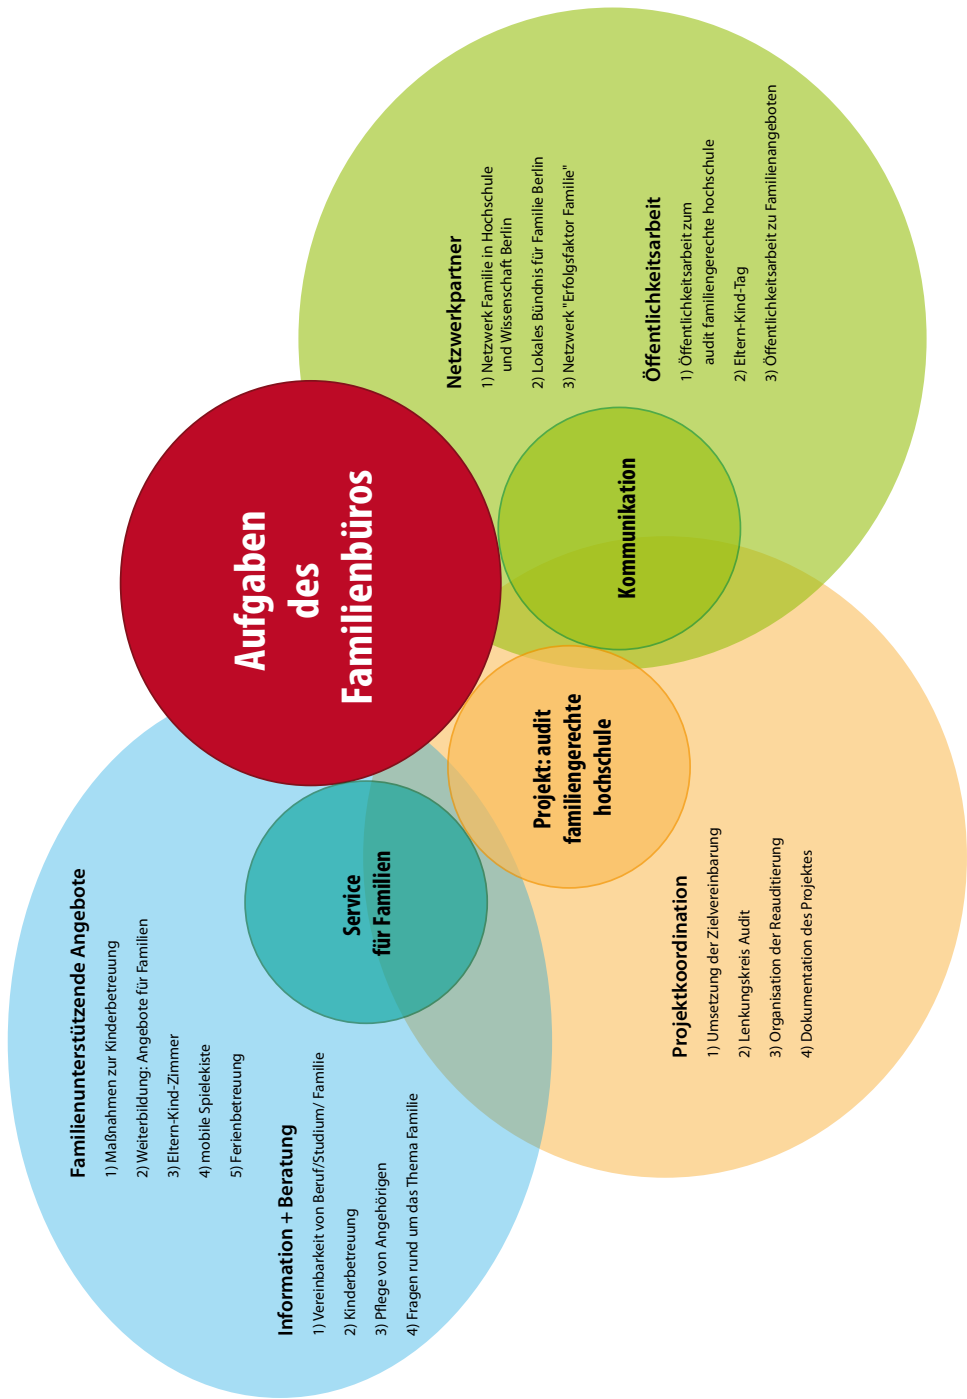 Aufgaben
des
Familienbüros
Service
für Familien
Familienunterstützende Angebote
1) Maßnahmen zur Kinderbetreuung
2) Weiterbildung: Angebote für Familien
3) Eltern-Kind-Zimmer
4) mobile Spielekiste
5) Ferienbetreuung
Information + Beratung
1) Vereinbarkeit von Beruf/Studium/ Familie
2) Kinderbetreuung
3) Pflege von Angehörigen
4) Fragen rund um das Thema Familie
Projekt: audit
familiengerechte
hochschule
Projektkoordination
1) Umsetzung der Zielvereinbarung
2) Lenkungskreis Audit
3) Organisation der Reauditierung
4) Dokumentation des Projektes
Kommunikation
Netzwerkpartner
1) Netzwerk Familie in Hochschule
und Wissenschaft Berlin
2) Lokales Bündnis für Familie Berlin
3) Netzwerk "Erfolgsfaktor Familie"
Öffentlichkeitsarbeit
1) Öffentlichkeitsarbeit zum
audit familiengerechte hochschule
2) Eltern-Kind-Tag
3) Öffentlichkeitsarbeit zu Familienangeboten